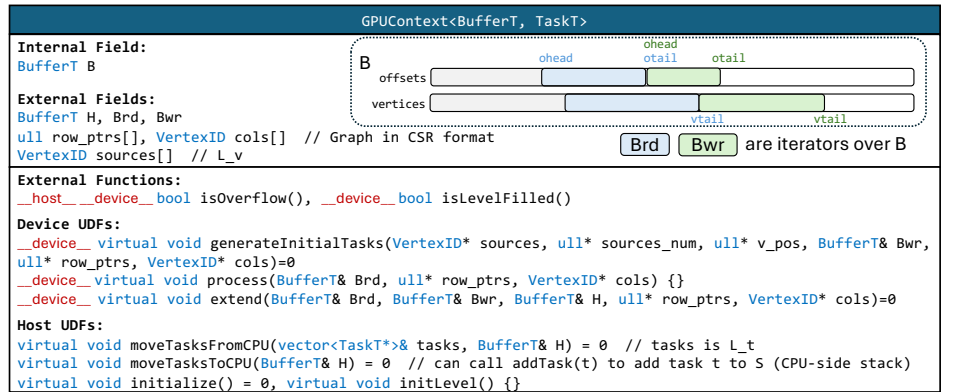 GPUContext<BufferT, TaskT>
Internal Field:
BufferT B
External Fields:
BufferT H, Brd, Bwr
ull row_ptrs[], VertexID cols[]  // Graph in CSR format
VertexID sources[]  // L_v
B
ohead
ohead
otail
otail
offsets
vertices
vtail
vtail
Brd Bwr are iterators over B
External Functions:
__host__ __device__ bool isOverflow(), __device__ bool isLevelFilled()
Device UDFs:
__device__ virtual void generateInitialTasks(VertexID* sources, ull* sources_num, ull* v_pos, BufferT& Bwr,
ull* row_ptrs, VertexID* cols)=0
__device__ virtual void process(BufferT& Brd, ull* row_ptrs, VertexID* cols) {}
__device__ virtual void extend(BufferT& Brd, BufferT& Bwr, BufferT& H, ull* row_ptrs, VertexID* cols)=0
Host UDFs:
virtual void moveTasksFromCPU(vector<TaskT*>& tasks, BufferT& H) = 0  // tasks is L_t
virtual void moveTasksToCPU(BufferT& H) = 0  // can call addTask(t) to add task t to S (CPU-side stack)
virtual void initialize() = 0, virtual void initLevel() {}